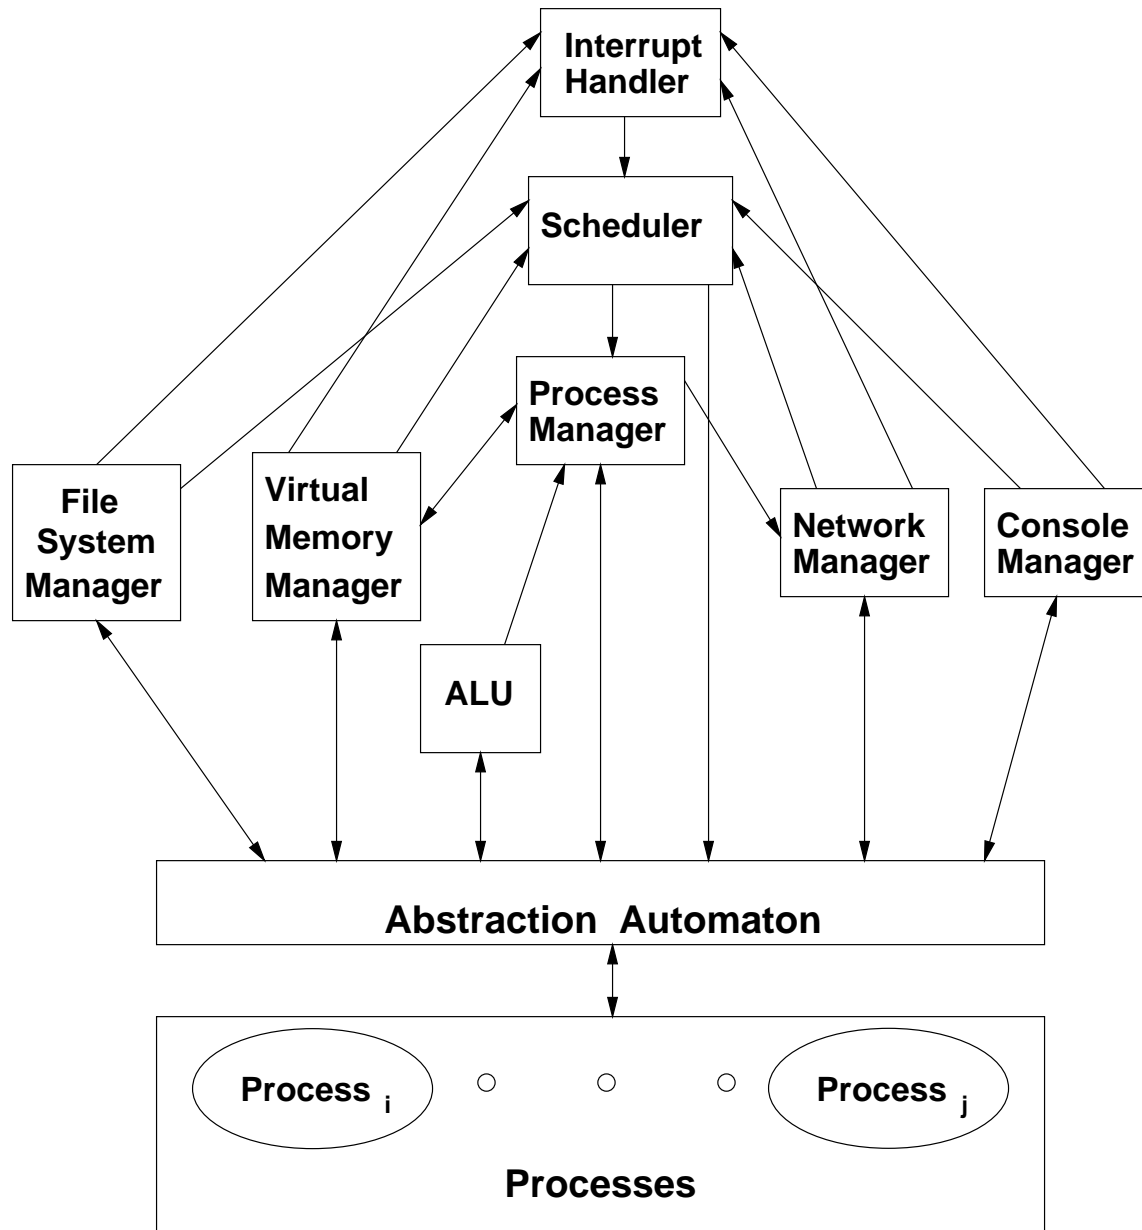 Interrupt
Handler
Scheduler
Process
Manager
File
System
Manager
Virtual
Memory
Manager
Network
Manager
Console
Manager
ALU
Abstraction Automaton
Process i
Process j
Processes